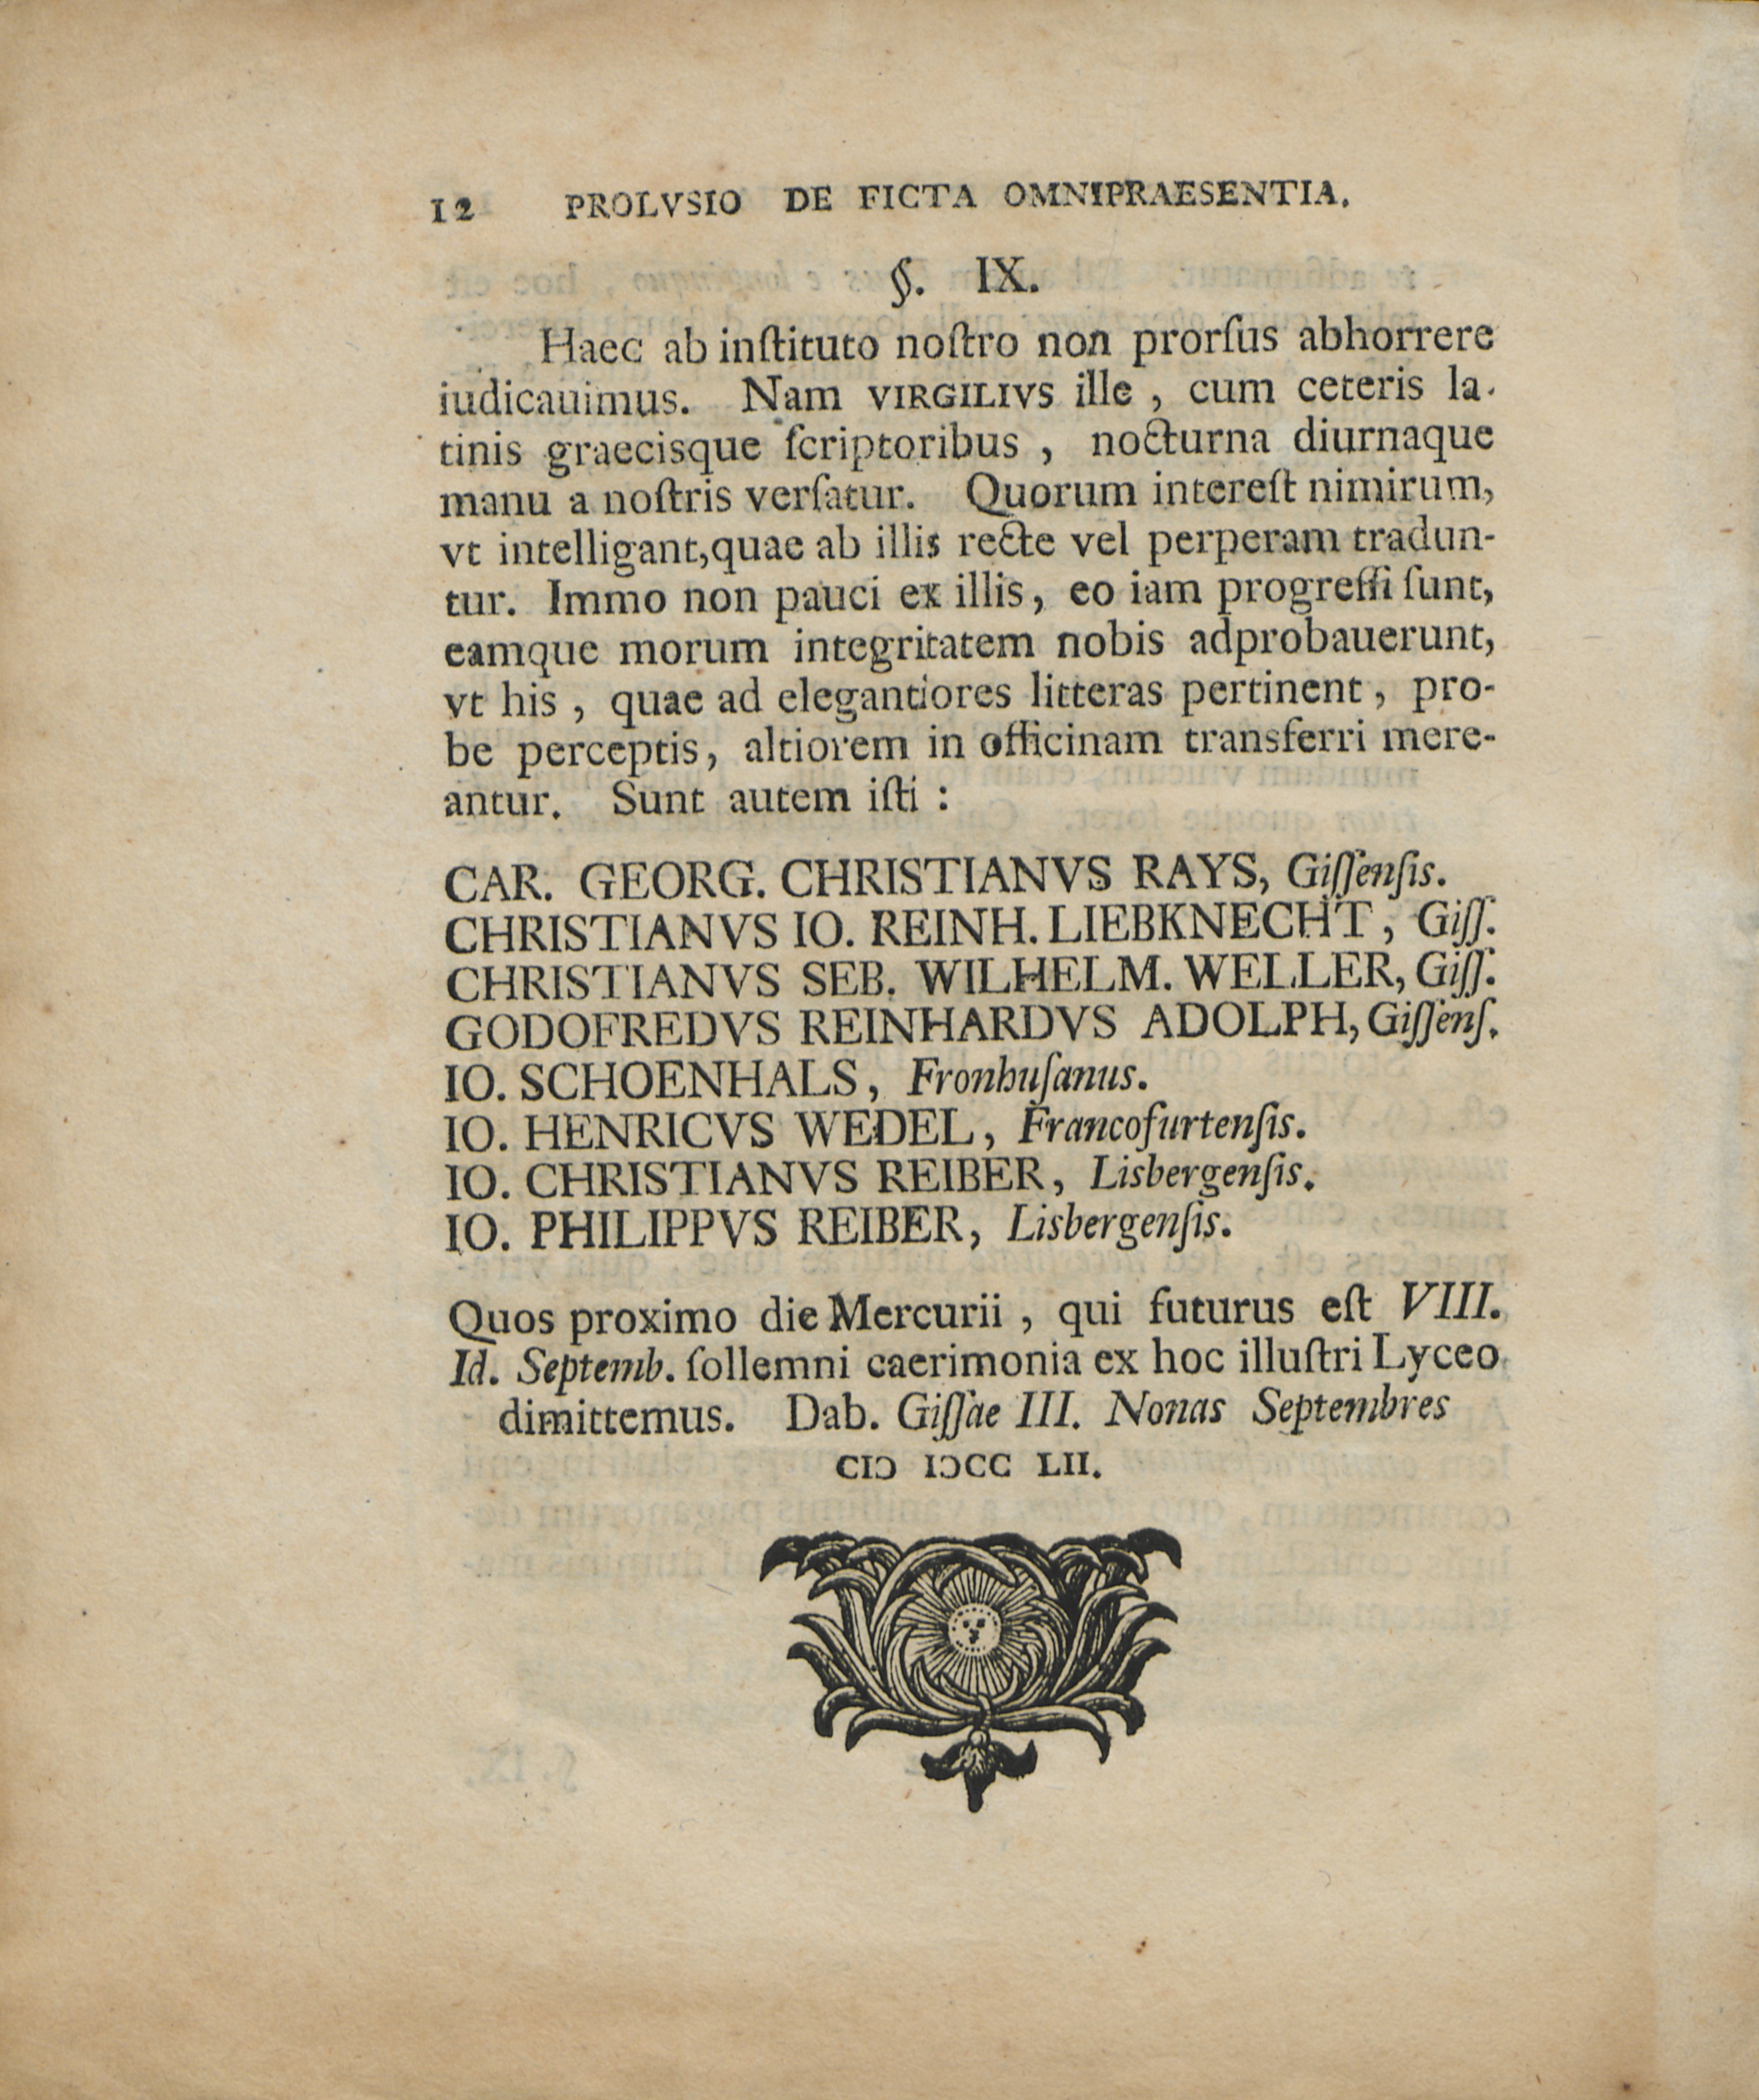 12 PROLVSIO DE FICTA OMNIPRAESENTIA.
§. IX.
Haec ab inſtituto noſtro non prorſus abhorrere
iudicauimus. Nam VIRGILIVS ille , cum ceteris la-
tinis graecisque ſcriptoribus , nocturna diurnaque
manu a noſtris verſatur. Quorum intereſt nimirum,
vt intelligant,quae ab illis recte vel perperam tradun-
tur. Immo non pauci ex illis, eo iam progreſſi ſunt,
eamque morum integritatem nobis adprobauerunt,
vt his , quae ad elegantiores litteras pertinent , pro-
be perceptis, altiorem in officinam transferri mere-
antur. Sunt autem iſti :
CAR. GEORG. CHRISTIANVS RAYS, Giſſenſis.
CHRISTIANVS IO. REINH. LIEBKNECHT , Giſſ.
CHRISTIANVS SEB. WILHELM. WELLER, Giſſ.
GODOFREDVS REINHARDVS ADOLPH, Giſſenſ.
IO. SCHOENHALS, Fronhuſanus.
IO. HENRICVS WEDEL, Francofurtenſis.
IO. CHRISTIANVS REIBER, Lisbergenſis.
IO. PHILIPPVS REIBER, Lisbergenſis.
Quos proximo die Mercurii , qui futurus eſt VIII.
Id. Septemb. ſollemni caerimonia ex hoc illuſtri Lyceo
dimittemus. Dab. Giſſae III. Nonas Septembres
CIↃ IↃCC LII.